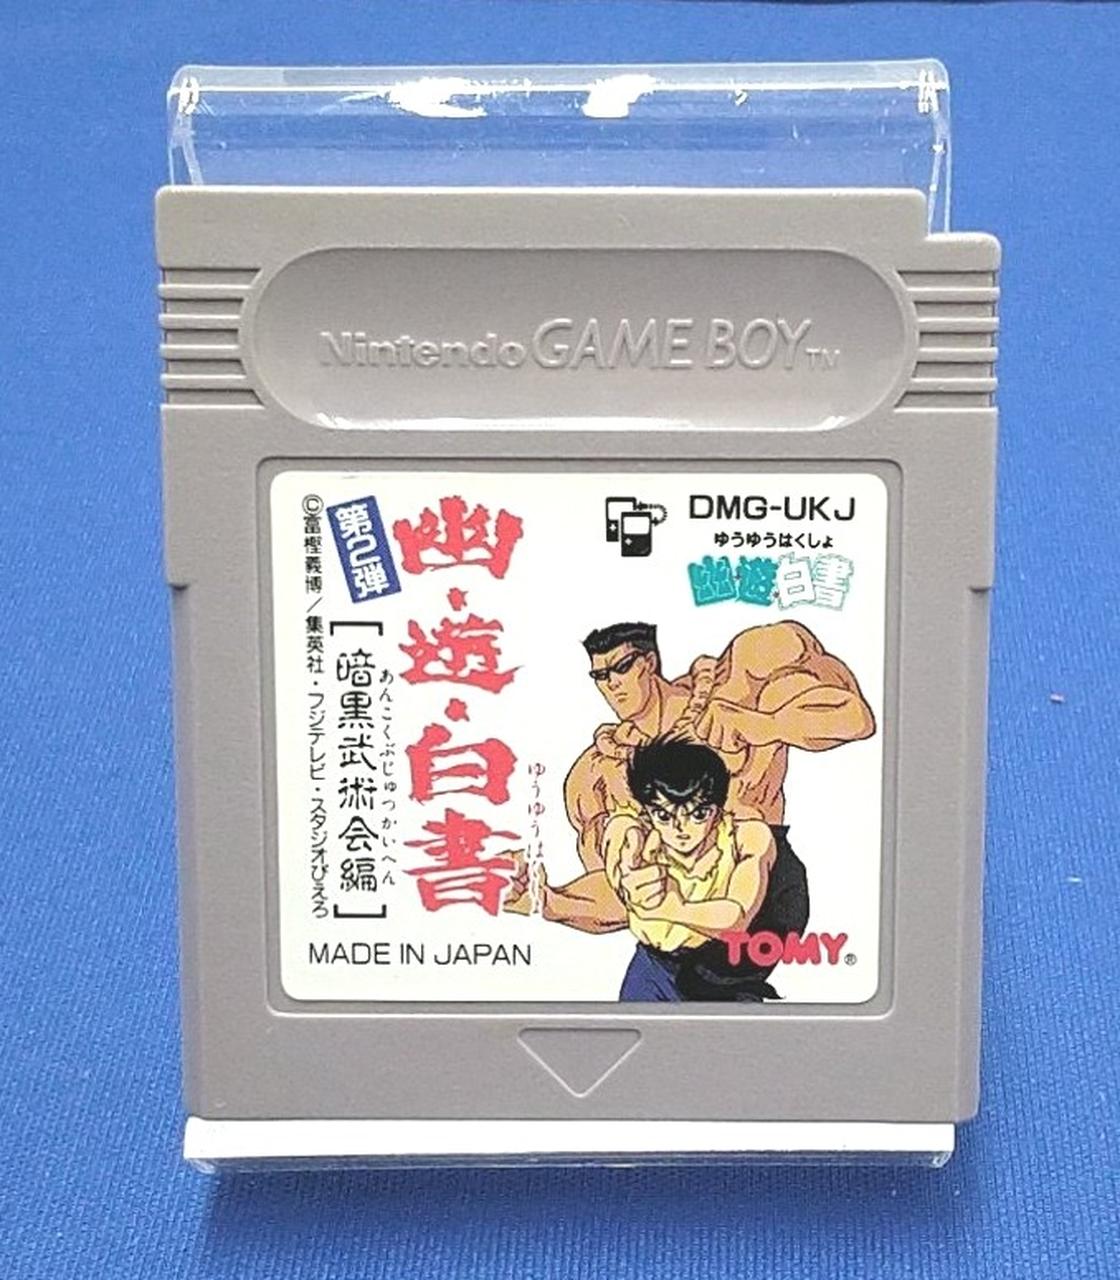 Nintendo GAME BOY TM
DMG-UKJ
ゆうゆうはくしょ
幽・遊・白書
ゆうゆうは
幽・遊・白書
第2弾
あんこくぶじゅつかいへん
[暗黒武術会編]
©富樫義博／集英社・フジテレビ・スタジオぴえろ
MADE IN JAPAN
TOMY®